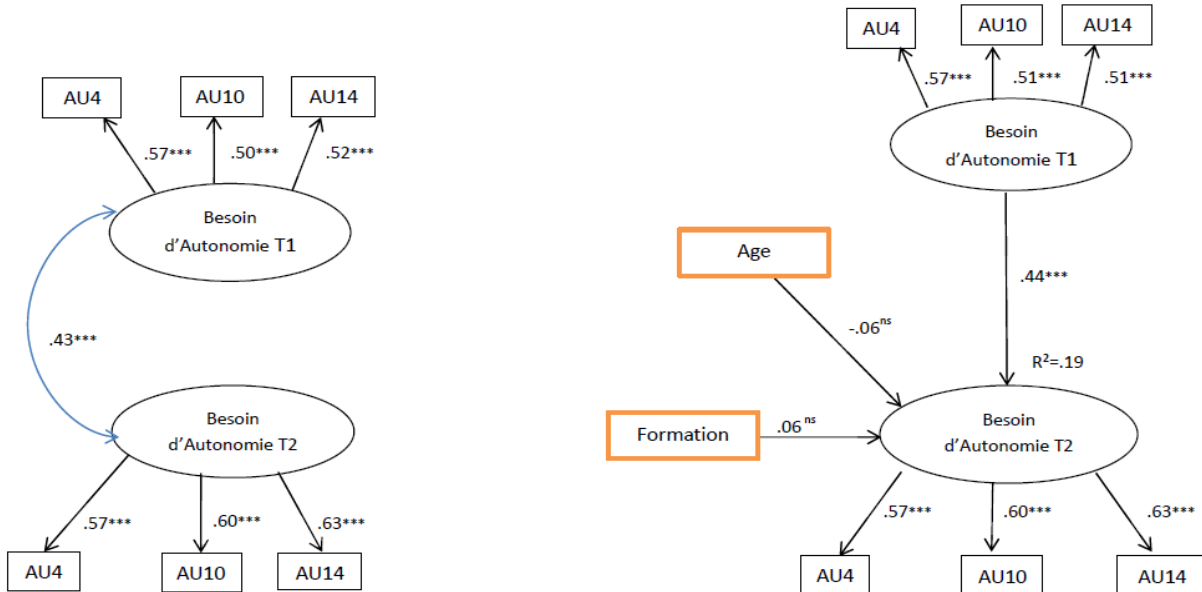 AU4
AU10
AU14
.57***
.50***
.52***
Besoin
d'Autonomie T1
.43***
Besoin
d'Autonomie T2
.57***
.60***
.63***
AU4
AU10
AU14
AU4
AU10
AU14
.57***
.51***
.51***
Besoin
d'Autonomie T1
Age
.44***
-.06ns
R²=.19
Formation
.06 ns
Besoin
d'Autonomie T2
.57***
.60***
.63***
AU4
AU10
AU14